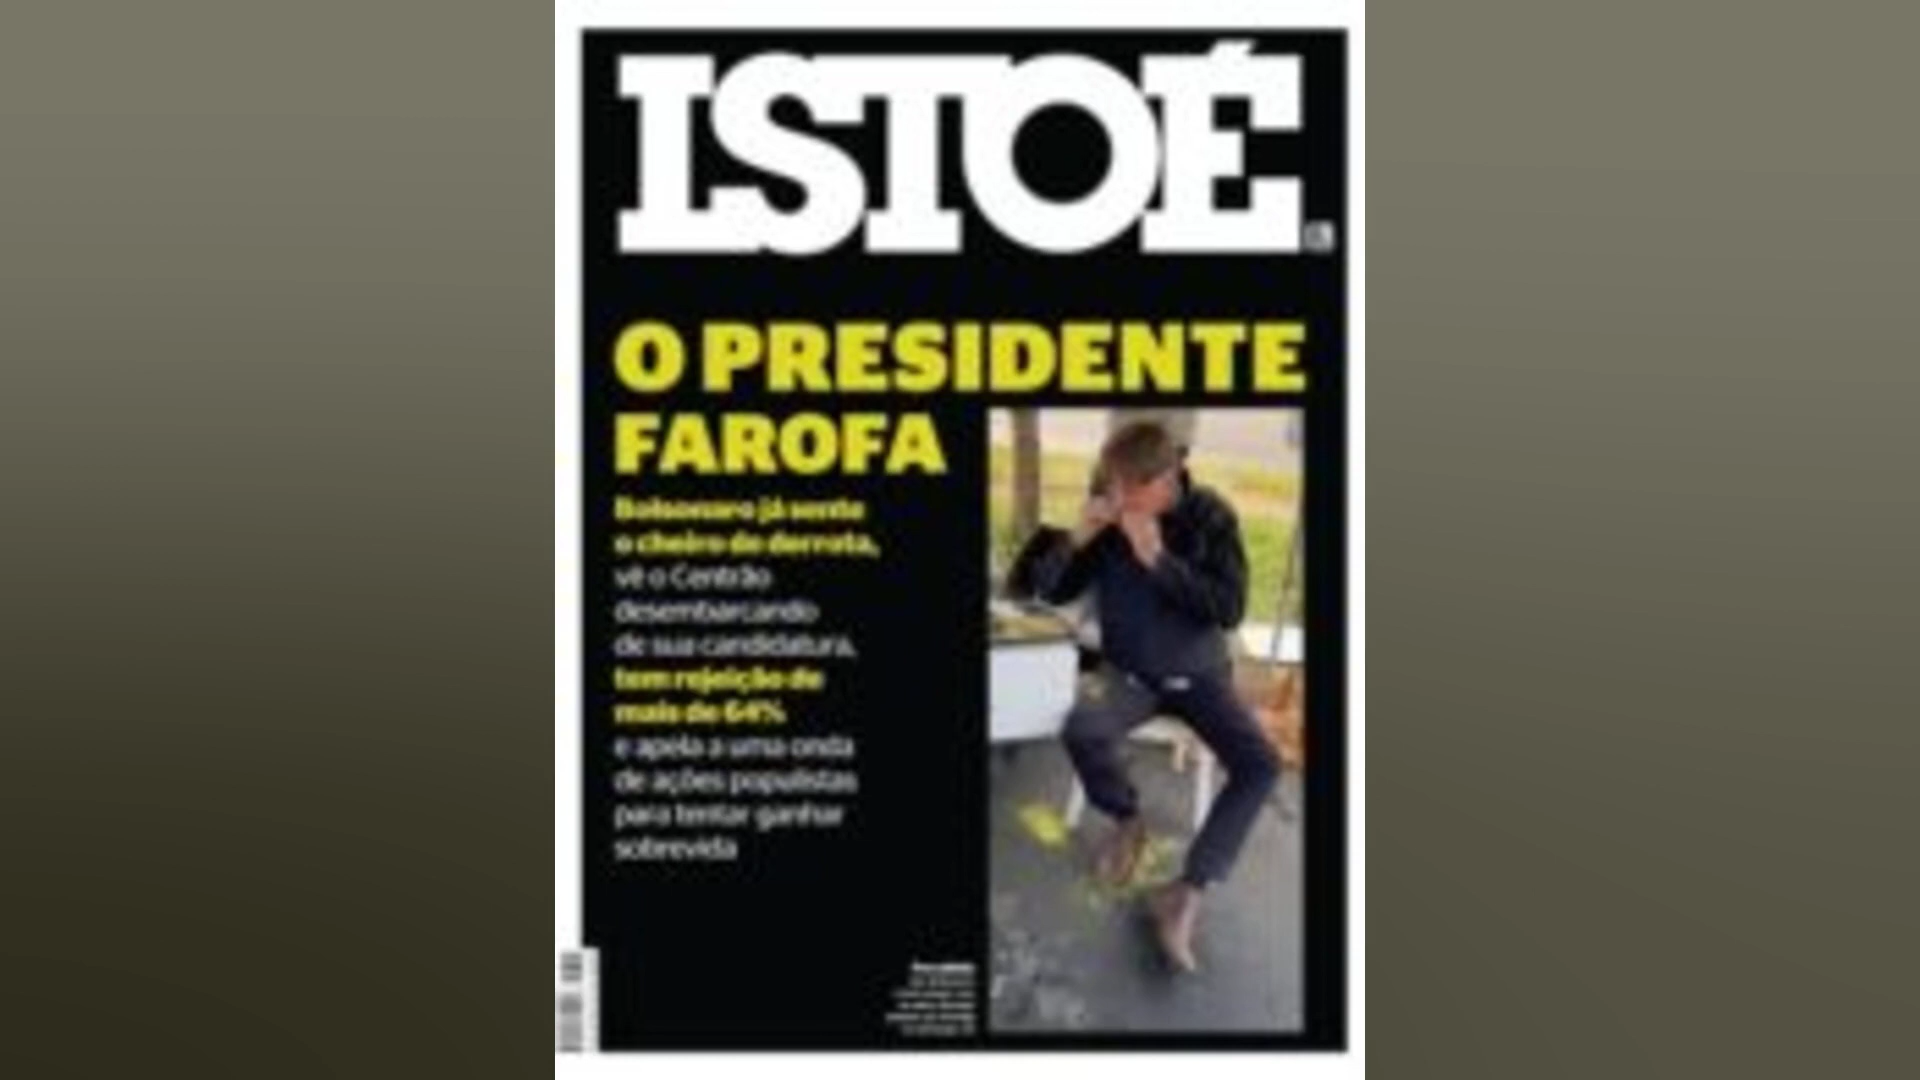 ISTOÉ
O PRESIDENTE
FAROFA
Bolsonaro já sente
o cheiro de derrota,
vê o Centrão
desembarcando
de sua candidatura,
tem rejeição de
mais de 64%
e apela a uma onda
de ações populistas
para tentar ganhar
sobrevida